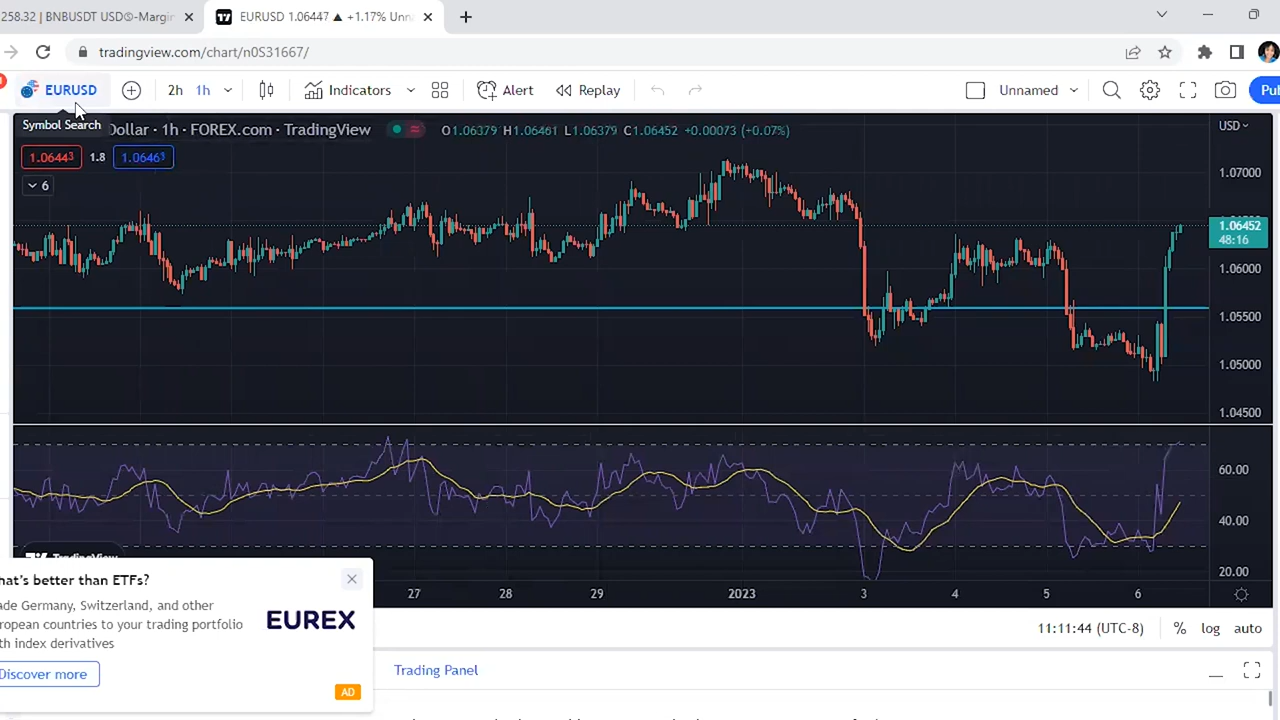 258.32 | BNBUSDT USDⓈ-Margin
EURUSD 1.06447 ▲ +1.17% Unn
tradingview.com/chart/n0S31667/
EURUSD
2h 1h
Indicators
Alert
Replay
Unnamed
Symbol Search
Dollar · 1h · FOREX.com · TradingView
O1.06379 H1.06461 L1.06379 C1.06452 +0.00073 (+0.07%)
USD
1.06443 1.8 1.06461
6
1.07000
1.06452
48:16
1.06000
1.05500
1.05000
1.04500
60.00
40.00
20.00
TradingView
27 28 29 2023 3 4 5 6
11:11:44 (UTC-8) % log auto
hat's better than ETFs?
ade Germany, Switzerland, and other
ropean countries to your trading portfolio
th index derivatives
EUREX
Discover more
AD
Trading Panel